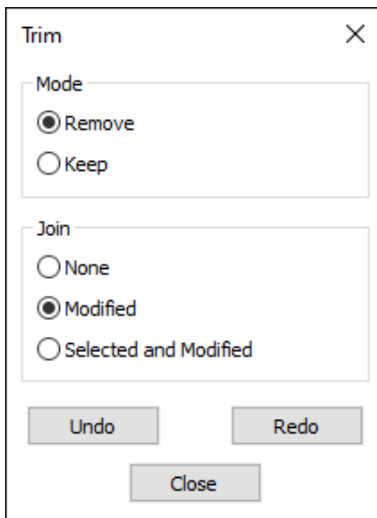 Trim
Mode
Remove
Keep
Join
None
Modified
Selected and Modified
Undo Redo
Close